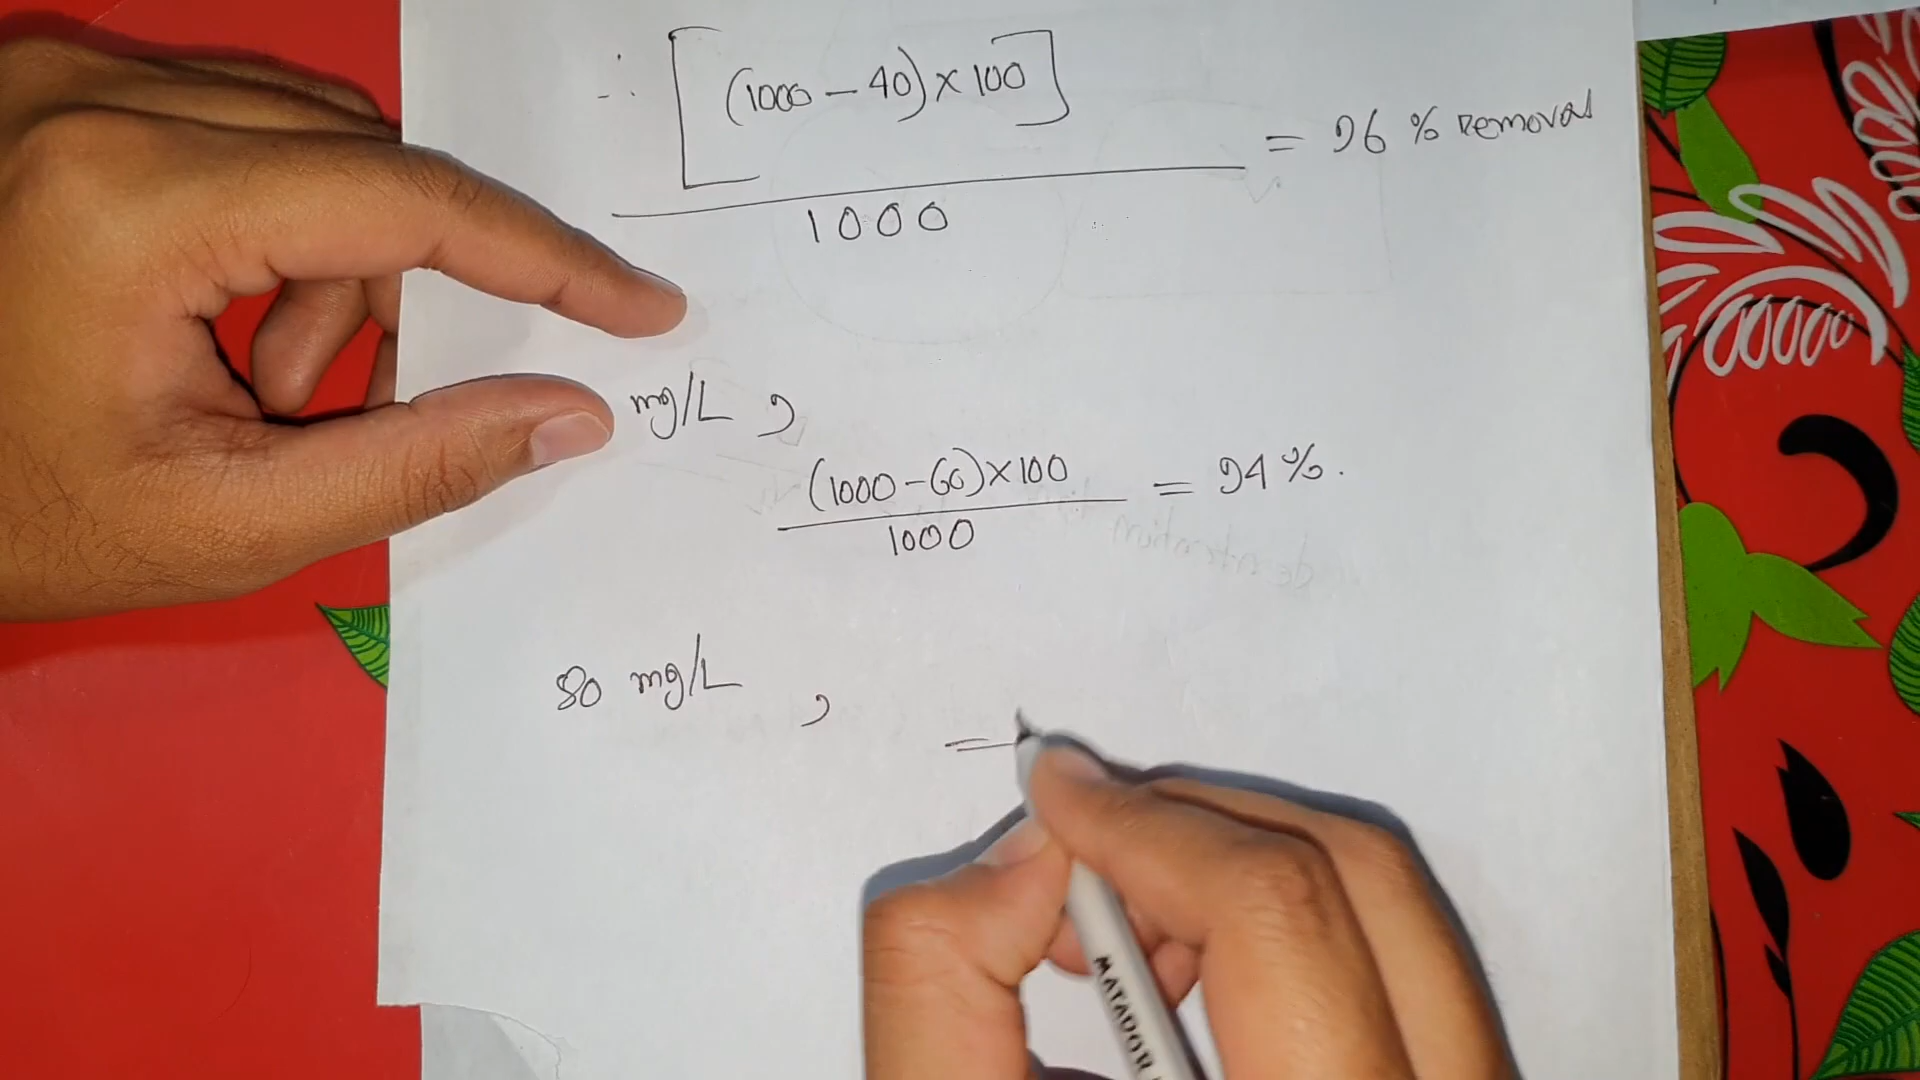 ∴ [(1000 - 40) × 100]
= 96 % removal
1000
mg/L ,
(1000 - 60) × 100
= 94 % .
1000
80 mg/L ,
=
MATADOR